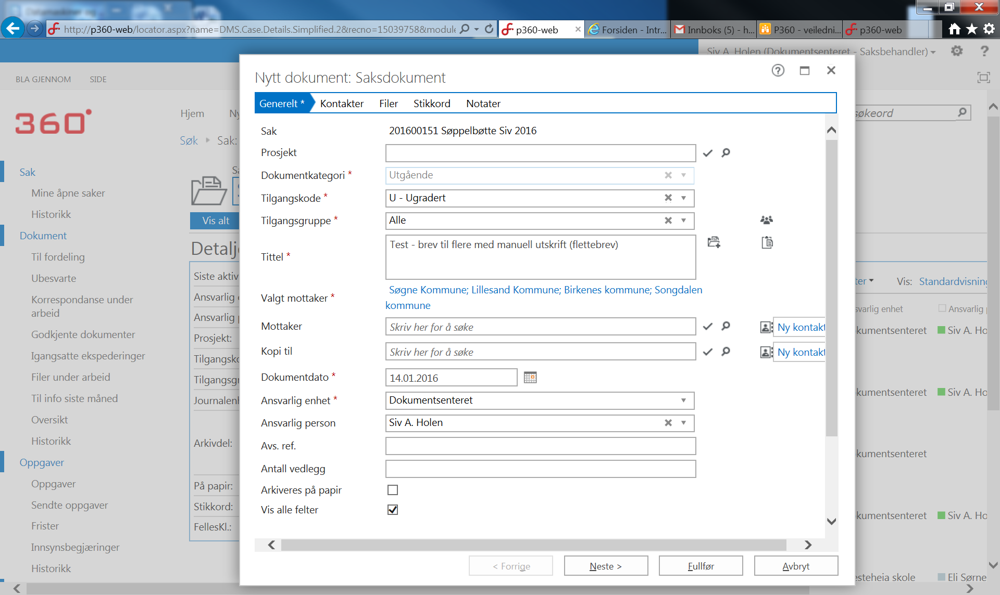 http://p360-web/locator.aspx?name=DMS.Case.Details.Simplified.2&recno=15039758&module
p360-web
Forsiden - Intr...
Innboks (5) - h...
P360 - veiledni...
p360-web
Siv A. Holen (Dokumentsenteret - Saksbehandler)
BLA GJENNOM
SIDE
360°
Hjem
Ny
søkeord
Søk
Sak:
Sak
Mine åpne saker
Historikk
Dokument
Til fordeling
Ubesvarte
Korrespondanse under
arbeid
Godkjente dokumenter
Igangsatte ekspederinger
Filer under arbeid
Til info siste måned
Oversikt
Historikk
Oppgaver
Oppgaver
Sendte oppgaver
Frister
Innsynsbegjæringer
Historikk
Vis alt
Detalj
Siste aktiv
Ansvarlig
Ansvarlig
Prosjekt:
Tilgangsko
Tilgangsgr
Journalenh
Arkivdel:
På papir:
Stikkord:
FellesKl.:
Nytt dokument: Saksdokument
Generelt *
Kontakter
Filer
Stikkord
Notater
Sak
201600151 Søppelbøtte Siv 2016
Prosjekt
Dokumentkategori *
Utgående
Tilgangskode *
U - Ugradert
Tilgangsgruppe *
Alle
Tittel *
Test - brev til flere med manuell utskrift (flettebrev)
Valgt mottaker *
Søgne Kommune; Lillesand Kommune; Birkenes kommune; Songdalen
kommune
Mottaker
Skriv her for å søke
Ny kontakt
Kopi til
Skriv her for å søke
Ny kontakt
Dokumentdato *
14.01.2016
Ansvarlig enhet *
Dokumentsenteret
Ansvarlig person
Siv A. Holen
Avs. ref.
Antall vedlegg
Arkiveres på papir
Vis alle felter
< Forrige
Neste >
Fullfør
Avbryt
ter
Vis:
Standardvisning
svarlig enhet
Ansvarlig
kumentsenteret
Siv A. Ho
kumentsenteret
Siv A. Ho
kumentsenteret
kumentsenteret
Siv A. Ho
esteheia skole
Eli Sørne